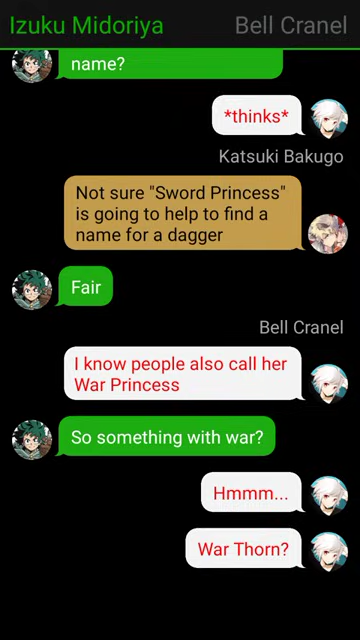 Izuku Midoriya Bell Cranel
name?
*thinks*
Katsuki Bakugo
Not sure "Sword Princess"
is going to help to find a
name for a dagger
Fair
Bell Cranel
I know people also call her
War Princess
So something with war?
Hmmm...
War Thorn?